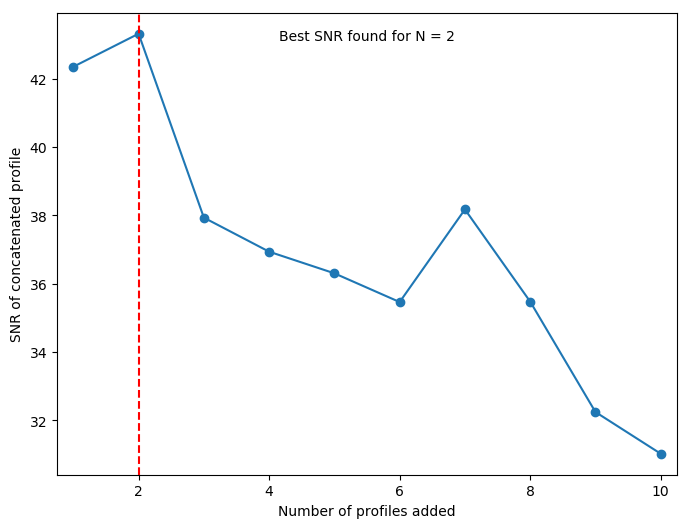 Best SNR found for N = 2
SNR of concatenated profile
42
40
38
36
34
32
2 4 6 8 10
Number of profiles added